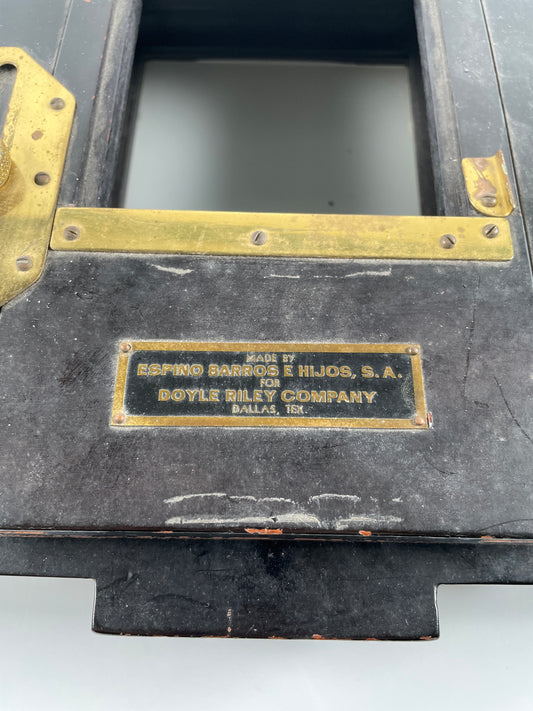 MADE BY
ESPINO BARROS E HIJOS, S.A.
FOR
DOYLE RILEY COMPANY
DALLAS, TEX.